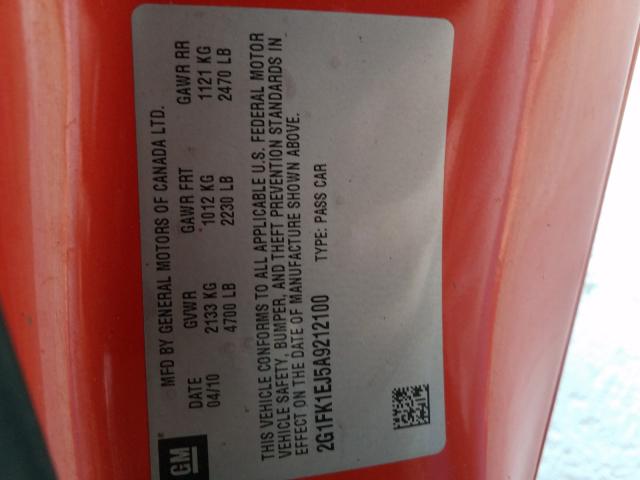 GM
MFD BY GENERAL MOTORS OF CANADA LTD.
DATE GVWR GAWR FRT GAWR RR
04/10 2133 KG 1012 KG 1121 KG
4700 LB 2230 LB 2470 LB
THIS VEHICLE CONFORMS TO ALL APPLICABLE U.S. FEDERAL MOTOR
VEHICLE SAFETY, BUMPER, AND THEFT PREVENTION STANDARDS IN
EFFECT ON THE DATE OF MANUFACTURE SHOWN ABOVE.
2G1FK1EJ5A9212100 TYPE: PASS CAR